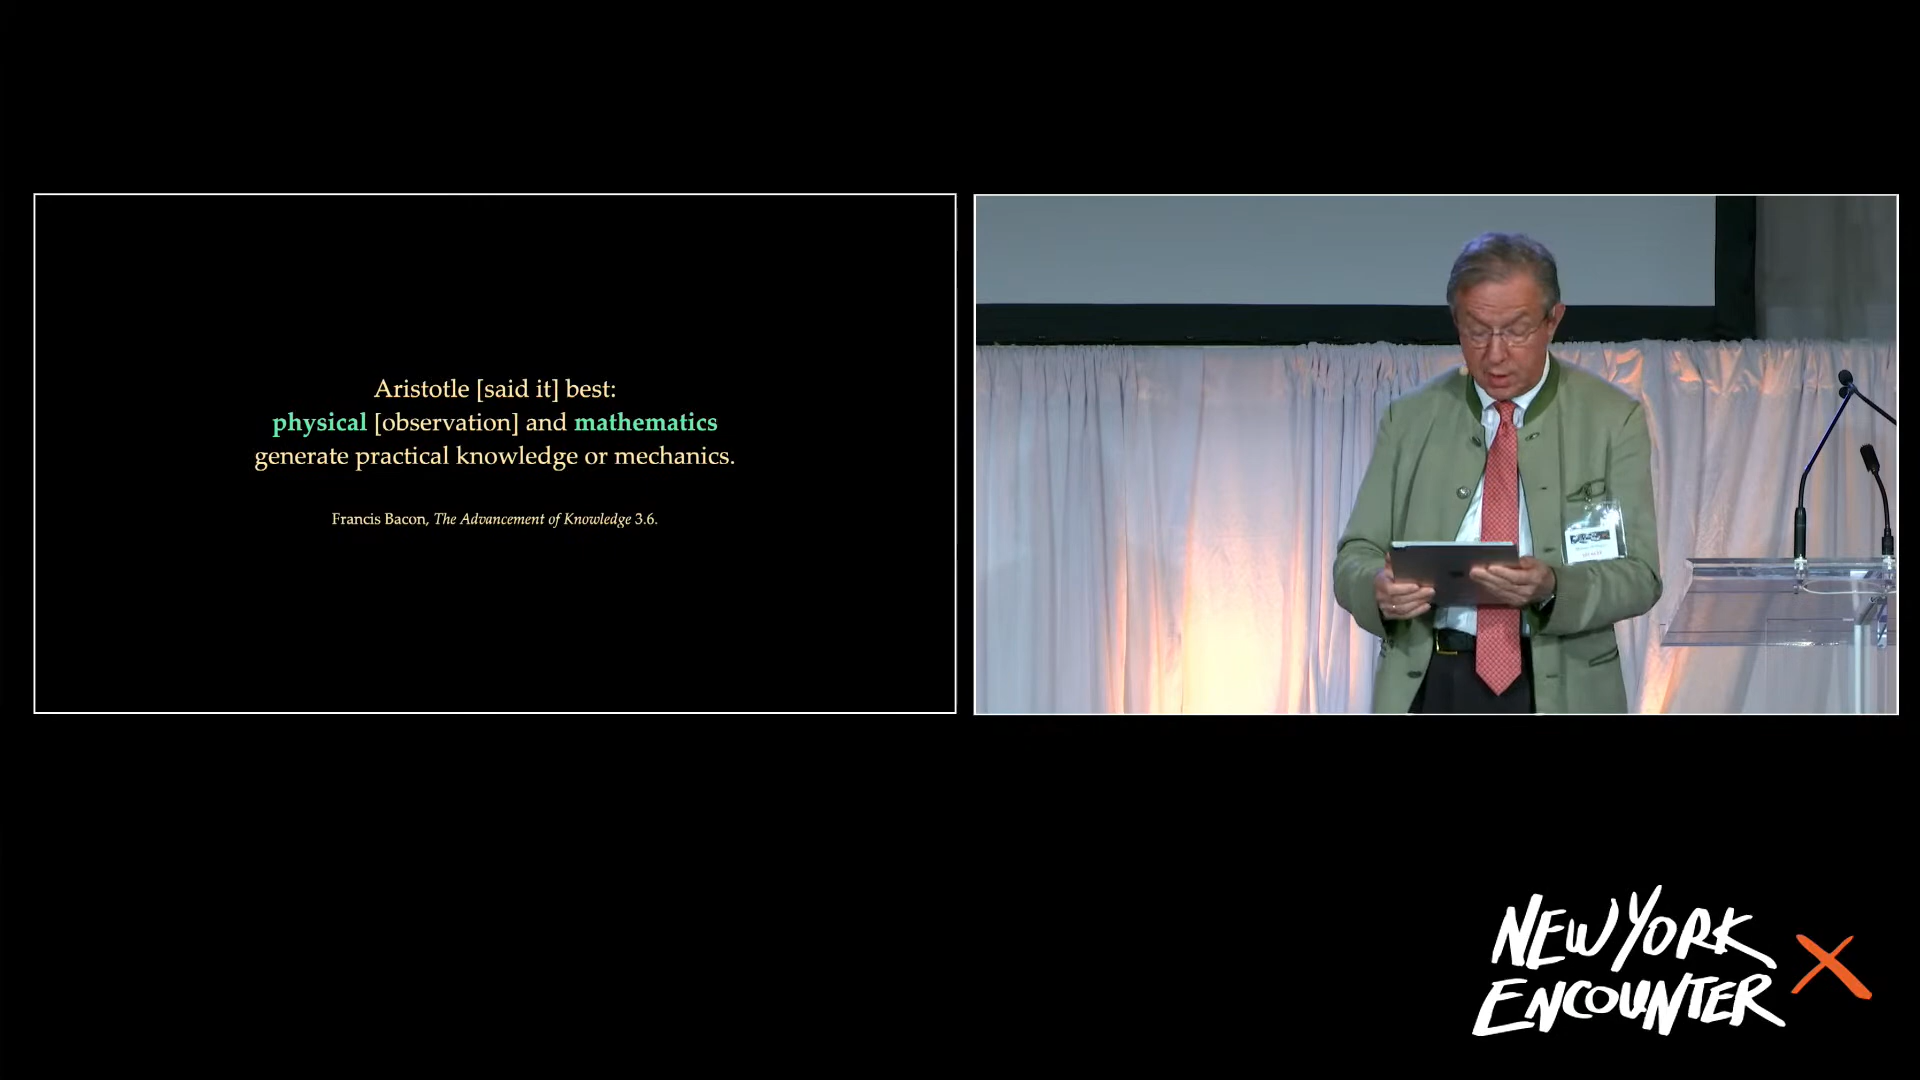 Aristotle [said it] best:
physical [observation] and mathematics
generate practical knowledge or mechanics.
Francis Bacon, The Advancement of Knowledge 3.6.
NEW YORK
ENCOUNTER